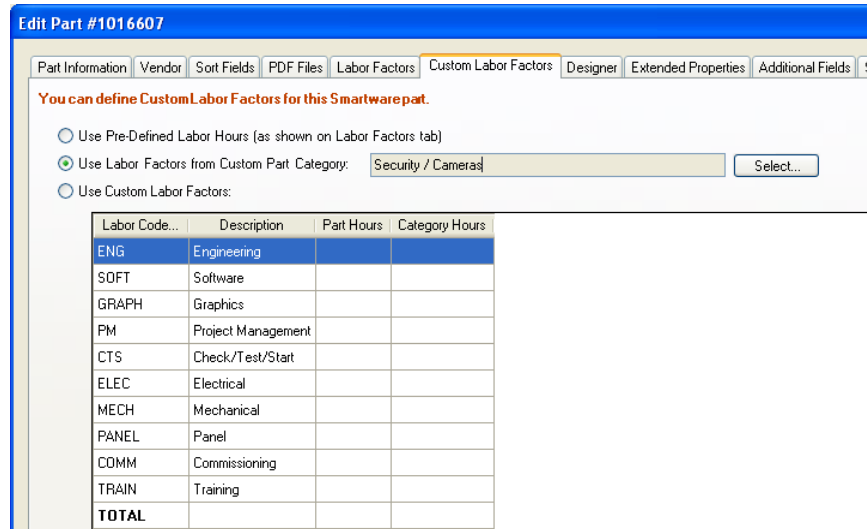 Edit Part #1016607
Part Information Vendor Sort Fields PDF Files Labor Factors Custom Labor Factors Designer Extended Properties Additional Fields
You can define Custom Labor Factors for this Smartware part.
Use Pre-Defined Labor Hours (as shown on Labor Factors tab)
Use Labor Factors from Custom Part Category: Security / Cameras Select...
Use Custom Labor Factors:
Labor Code... Description Part Hours Category Hours
ENG Engineering
SOFT Software
GRAPH Graphics
PM Project Management
CTS Check/Test/Start
ELEC Electrical
MECH Mechanical
PANEL Panel
COMM Commissioning
TRAIN Training
TOTAL